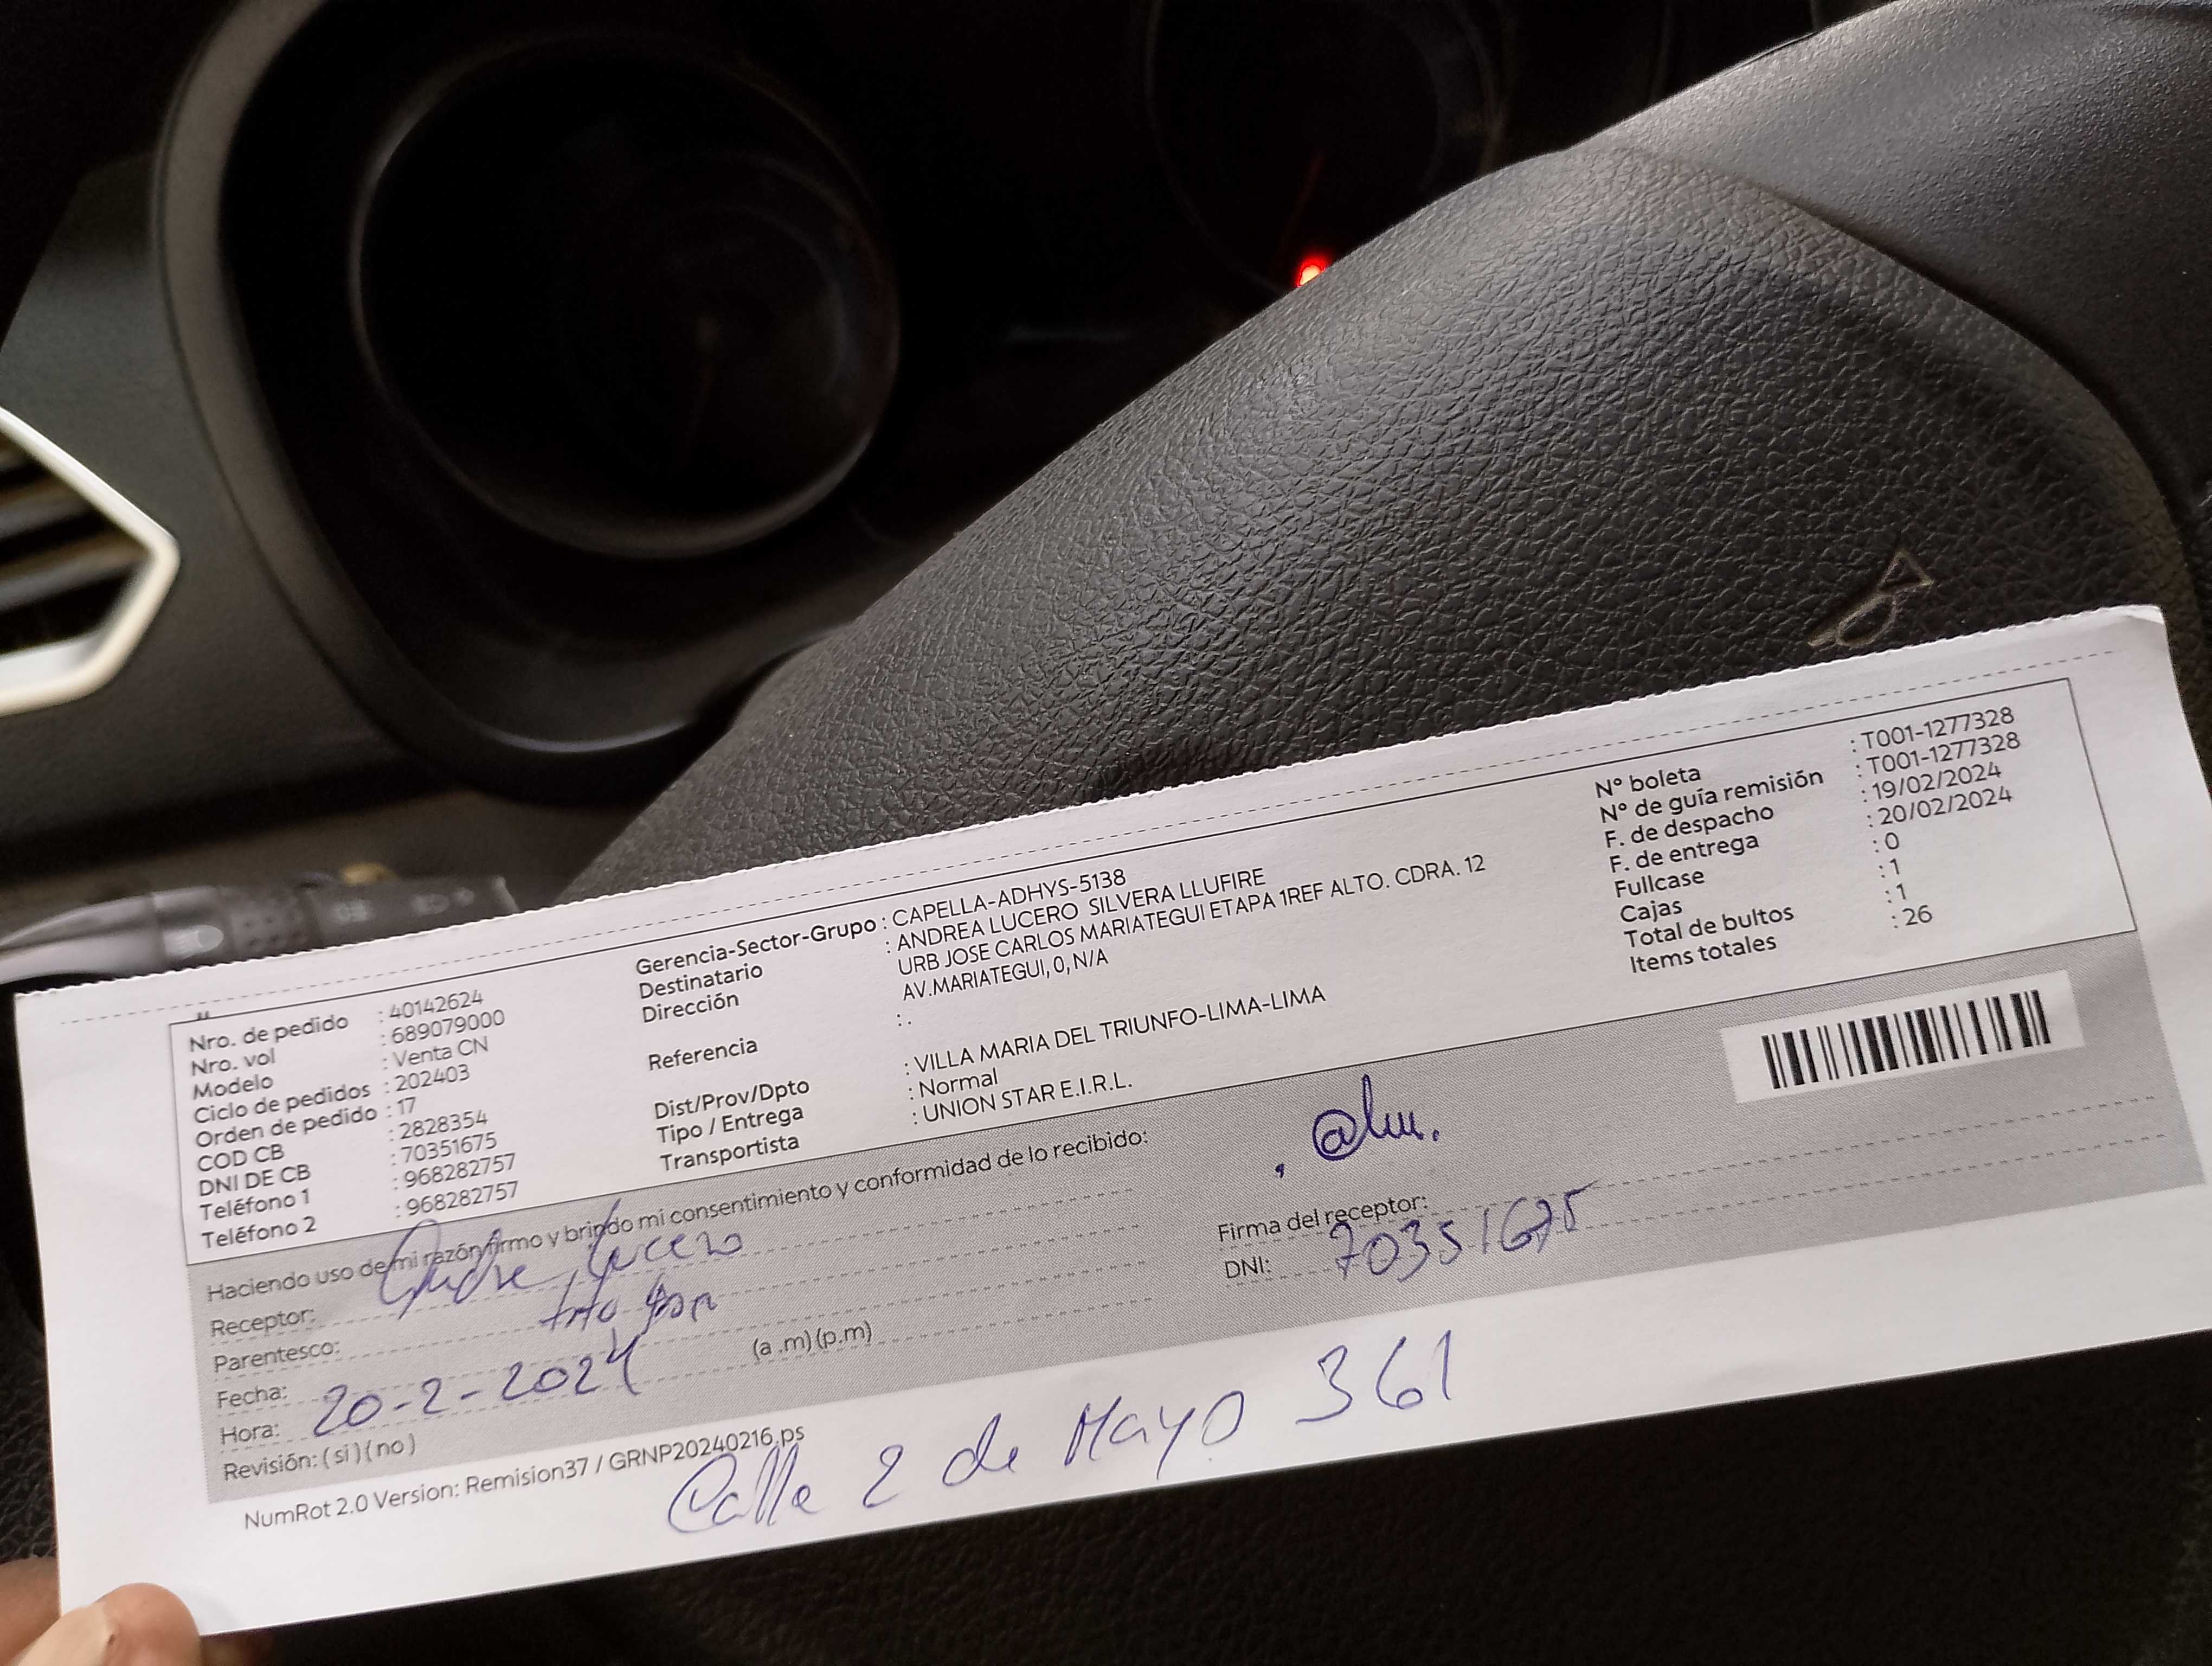 Nro. de pedido : 40142624
Nro. vol : 689079000
Modelo : Venta CN
Ciclo de pedidos : 202403
Orden de pedido : 17
COD CB : 2828354
DNI DE CB : 70351675
Teléfono 1 : 968282757
Teléfono 2 : 968282757
Gerencia-Sector-Grupo : CAPELLA-ADHYS-5138
Destinatario : ANDREA LUCERO SILVERA LLUFIRE
Dirección URB JOSE CARLOS MARIATEGUI ETAPA 1REF ALTO. CDRA. 12
AV.MARIATEGUI, 0, N/A
Referencia : .
Dist/Prov/Dpto : VILLA MARIA DEL TRIUNFO-LIMA-LIMA
Tipo / Entrega : Normal
Transportista : UNION STAR E.I.R.L.
N° boleta : T001-1277328
N° de guía remisión : T001-1277328
F. de despacho : 19/02/2024
F. de entrega : 20/02/2024
Fullcase : 0
Cajas : 1
Total de bultos : 1
Items totales : 26
Haciendo uso de mi razón firmo y brindo mi consentimiento y conformidad de lo recibido:
Receptor: Lucero
Parentesco:
Fecha: 20-2-2024
Hora: (a .m) (p.m)
Revisión: ( si ) ( no )
Firma del receptor:
DNI: 70351675
NumRot 2.0 Version: Remision37 / GRNP20240216.ps
Calle 2 de Mayo 361